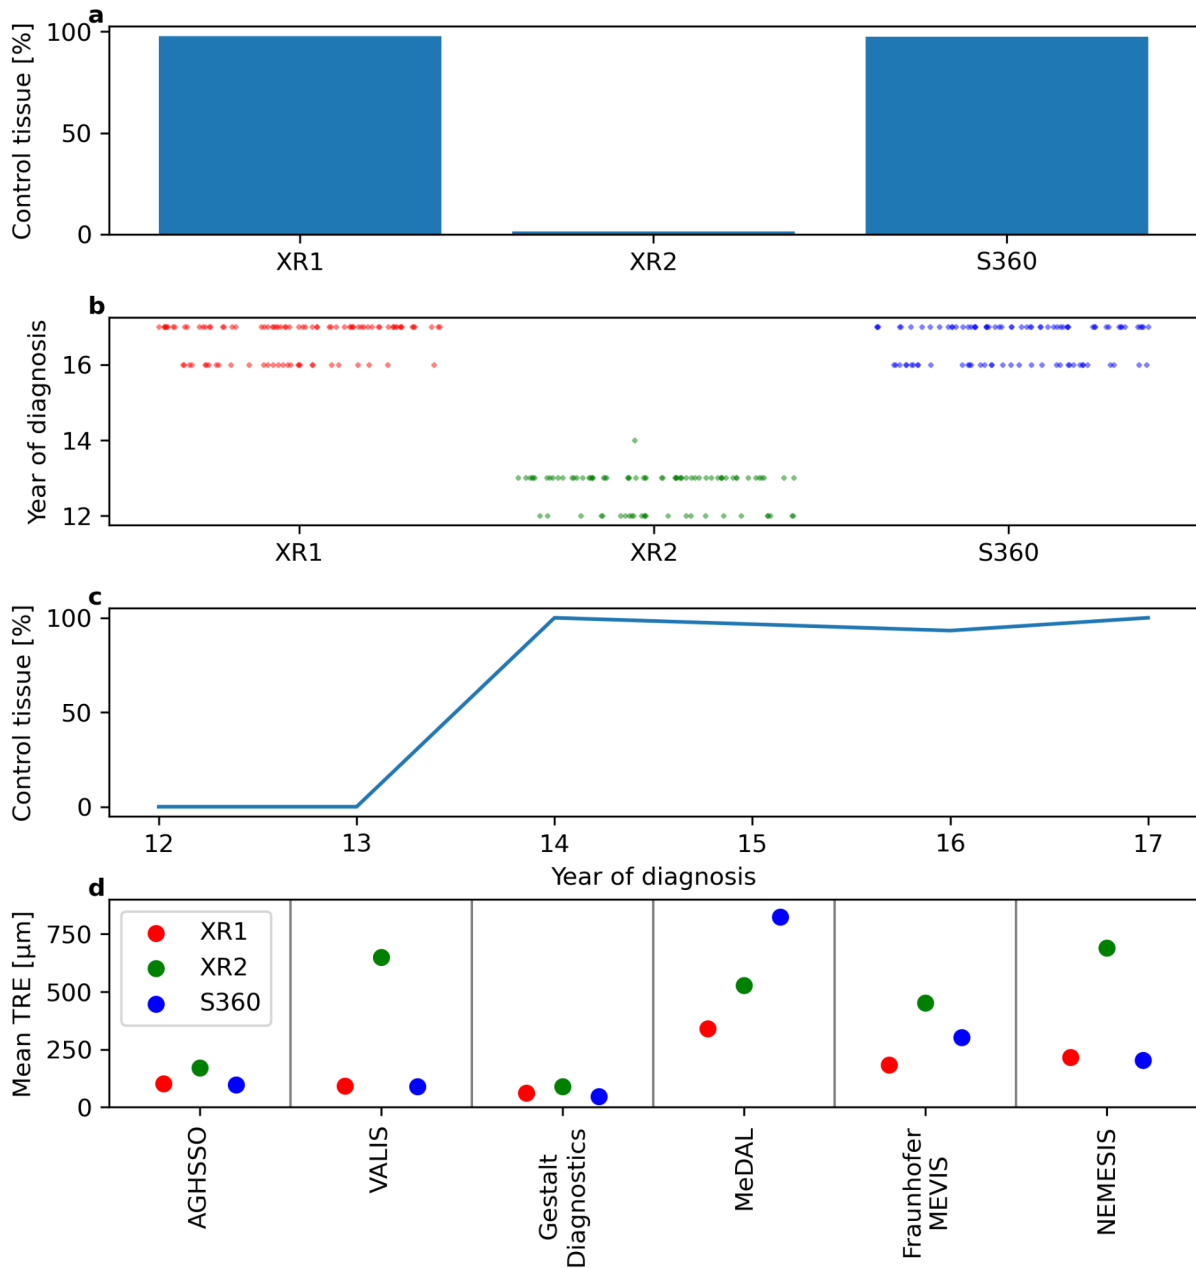 a
Control tissue [%]
100
50
0
XR1 XR2 S360
b
Year of diagnosis
16
14
12
XR1 XR2 S360
c
Control tissue [%]
100
50
0
12 13 14 15 16 17
Year of diagnosis
d
Mean TRE [µm]
750
500
250
0
XR1
XR2
S360
AGHSSO
VALIS
Gestalt
Diagnostics
MeDAL
Fraunhofer
MEVIS
NEMESIS